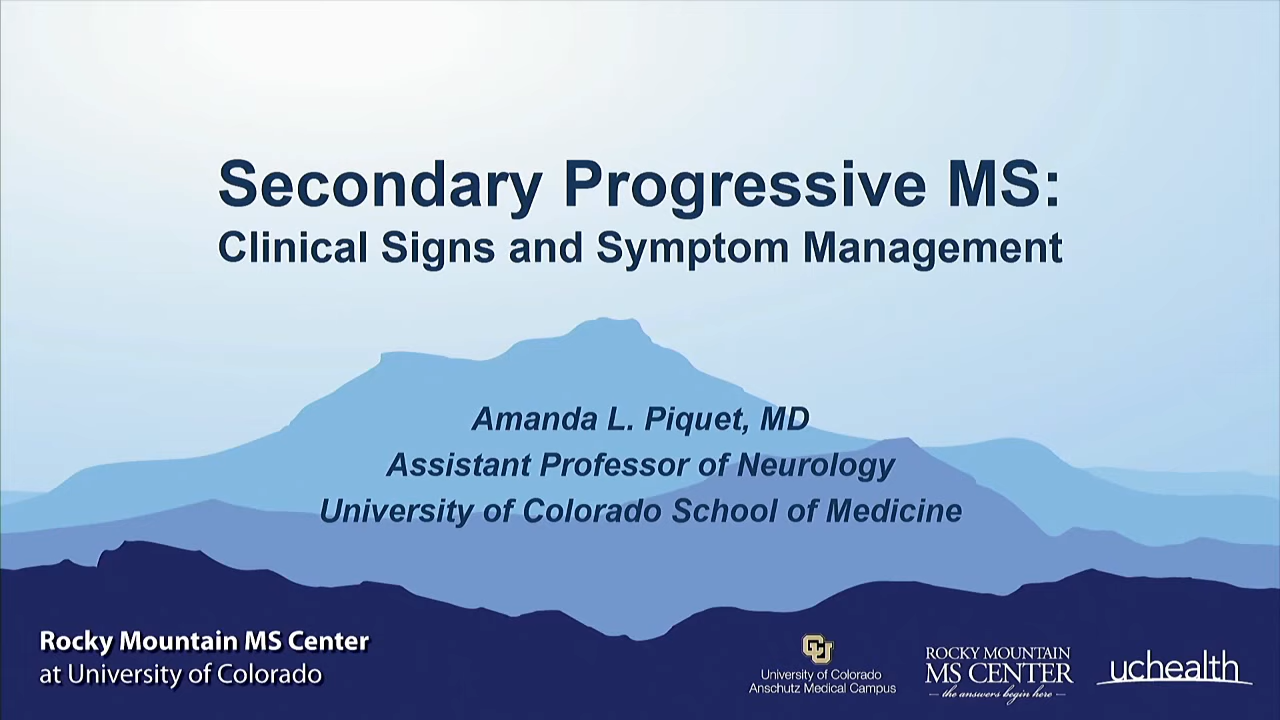 Secondary Progressive MS:
Clinical Signs and Symptom Management
Amanda L. Piquet, MD
Assistant Professor of Neurology
University of Colorado School of Medicine
Rocky Mountain MS Center
at University of Colorado
CU
University of Colorado
Anschutz Medical Campus
ROCKY MOUNTAIN
MS CENTER
the answers begin here
uchealth